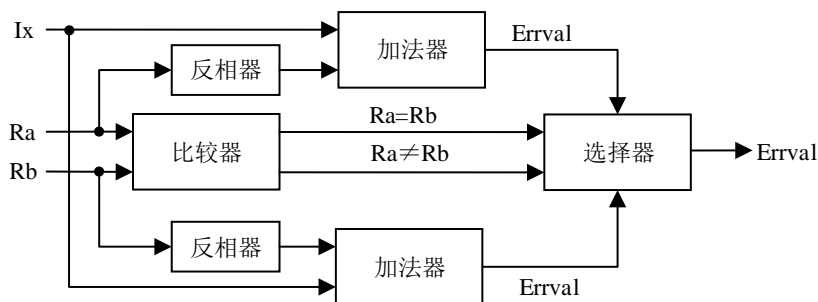 Ix
加法器
Errval
反相器
Ra
Ra=Rb
比较器
选择器
Rb
Ra≠Rb
Errval
反相器
加法器
Errval